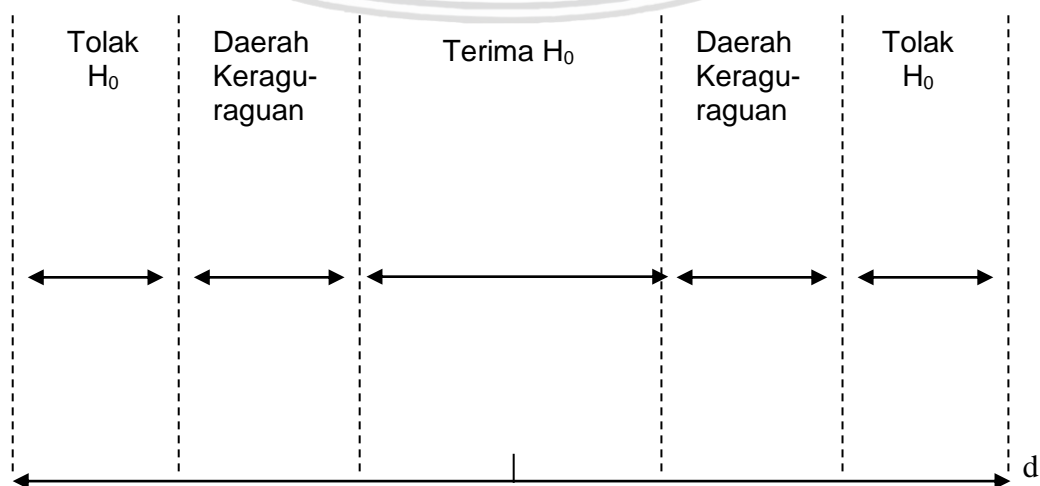 Tolak
H₀
Daerah
Keragu-
raguan
Terima H₀
Daerah
Keragu-
raguan
Tolak
H₀
d